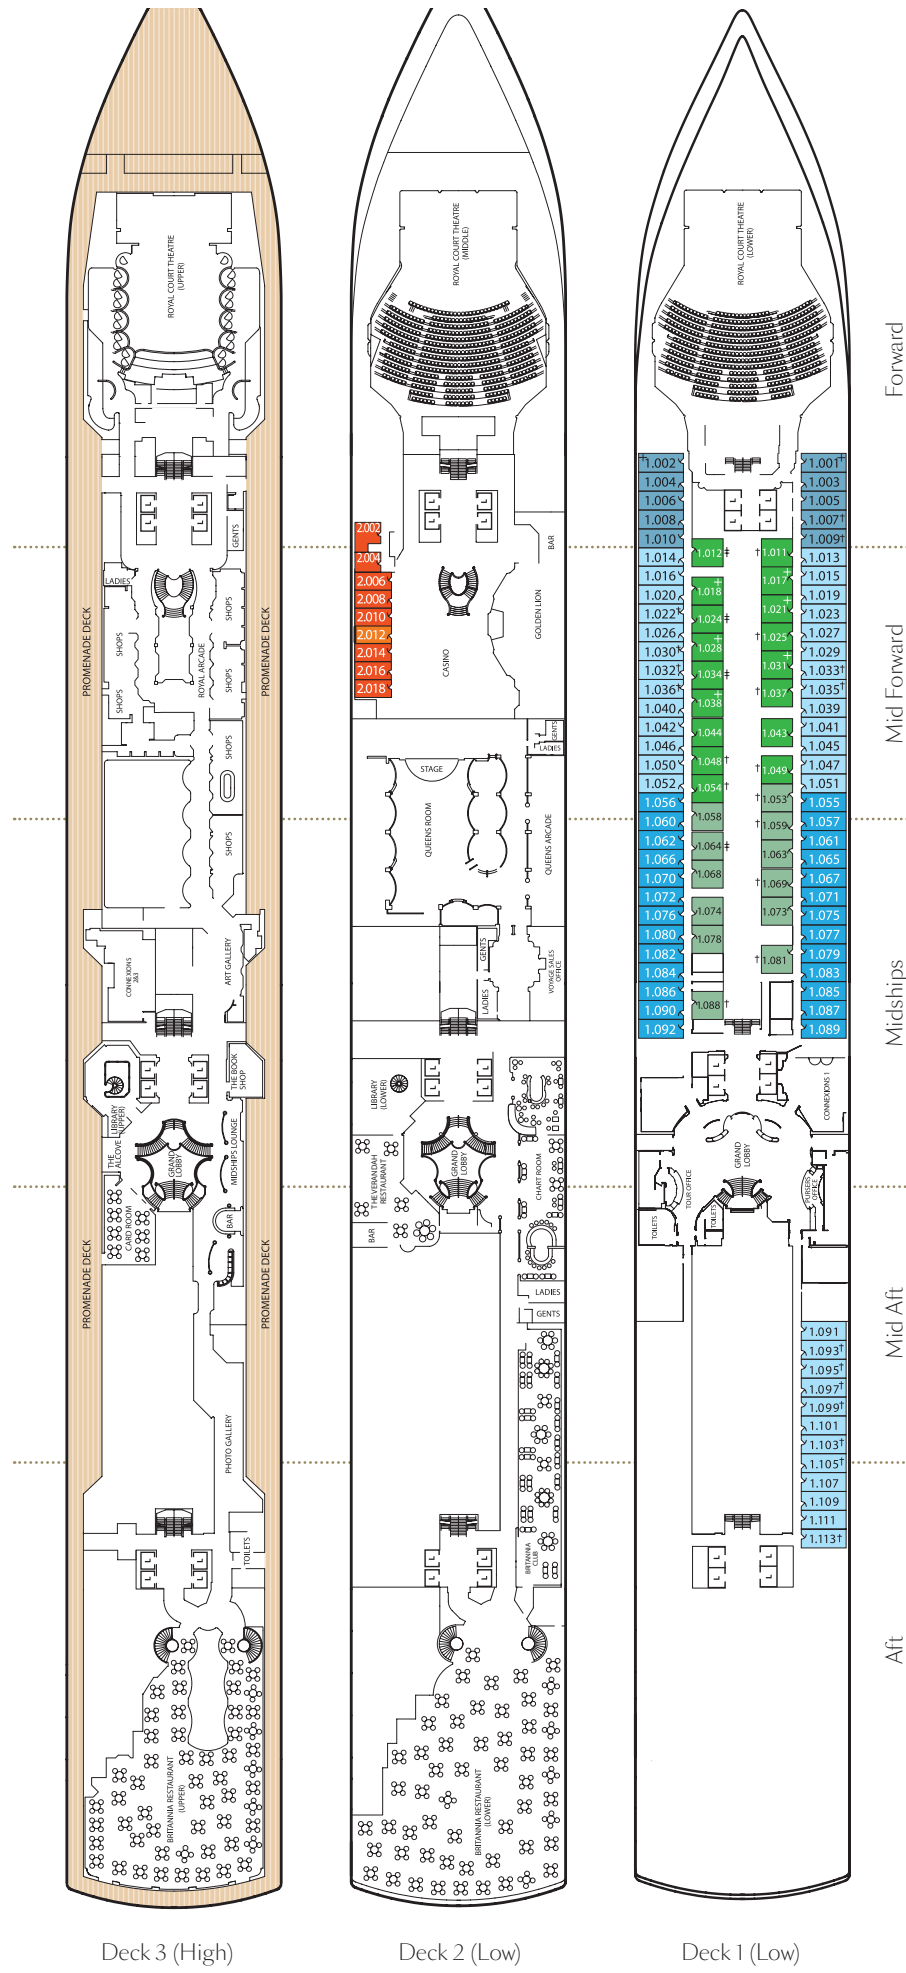 ROYAL COURT THEATRE
(UPPER)
GENTS
LADIES
SHOPS
SHOPS
ROYAL ARCADE
SHOPS
SHOPS
SHOPS
SHOPS
PROMENADE DECK
PROMENADE DECK
ART GALLERY
CONNEXIONS
2&3
THE BOOK
SHOP
LIBRARY
(UPPER)
THE
ALCOVE
GRAND
LOBBY
MIDSHIPS LOUNGE
CARD ROOM
BAR
PROMENADE DECK
PROMENADE DECK
PHOTO GALLERY
TOILETS
BRITANNIA RESTAURANT
(UPPER)
Deck 3 (High)
ROYAL COURT THEATRE
(MIDDLE)
2.002
2.004
2.006
2.008
2.010
2.012
2.014
2.016
2.018
BAR
GOLDEN LION
CASINO
GENTS
LADIES
STAGE
QUEENS ROOM
QUEENS ARCADE
GENTS
LADIES
VOYAGE SALES
OFFICE
LIBRARY
(LOWER)
GRAND
LOBBY
CHART ROOM
THE VERANDAH
RESTAURANT
BAR
LADIES
GENTS
BRITANNIA
CLUB
BRITANNIA RESTAURANT
(LOWER)
Deck 2 (Low)
ROYAL COURT THEATRE
(LOWER)
+1.002
1.004
1.006
1.008
1.010
1.014
1.016
1.020
1.022†
1.026
1.030†
1.032†
1.036†
1.040
1.042
1.046
1.050
1.052
1.056
1.060
1.062
1.066
1.070
1.072
1.076
1.080
1.082
1.084
1.086
1.090
1.092
1.012 ‡
1.018 +
1.024 ‡
1.028 +
1.034 ‡
1.038 +
1.044
1.048 †
1.054 †
1.058
1.064 ‡
1.068
1.074
1.078
1.088 †
† 1.011
1.017 +
1.021 +
† 1.025
1.031 +
† 1.037
1.043
† 1.049
† 1.053
† 1.059
1.063
† 1.069
1.073
† 1.081
1.001+
1.003
1.005
1.007†
1.009†
1.013
1.015
1.019
1.023
1.027
1.029
1.033†
1.035†
1.039
1.041
1.045
1.047
1.051
1.055
1.057
1.061
1.065
1.067
1.071
1.075
1.077
1.079
1.083
1.085
1.087
1.089
CONNEXIONS 1
GRAND
LOBBY
TOUR OFFICE
PURSERS
OFFICE
TOILETS
TOILETS
1.091
1.093†
1.095†
1.097†
1.099†
1.101
1.103†
1.105†
1.107
1.109
1.111
1.113†
Deck 1 (Low)
Forward
Mid Forward
Midships
Mid Aft
Aft